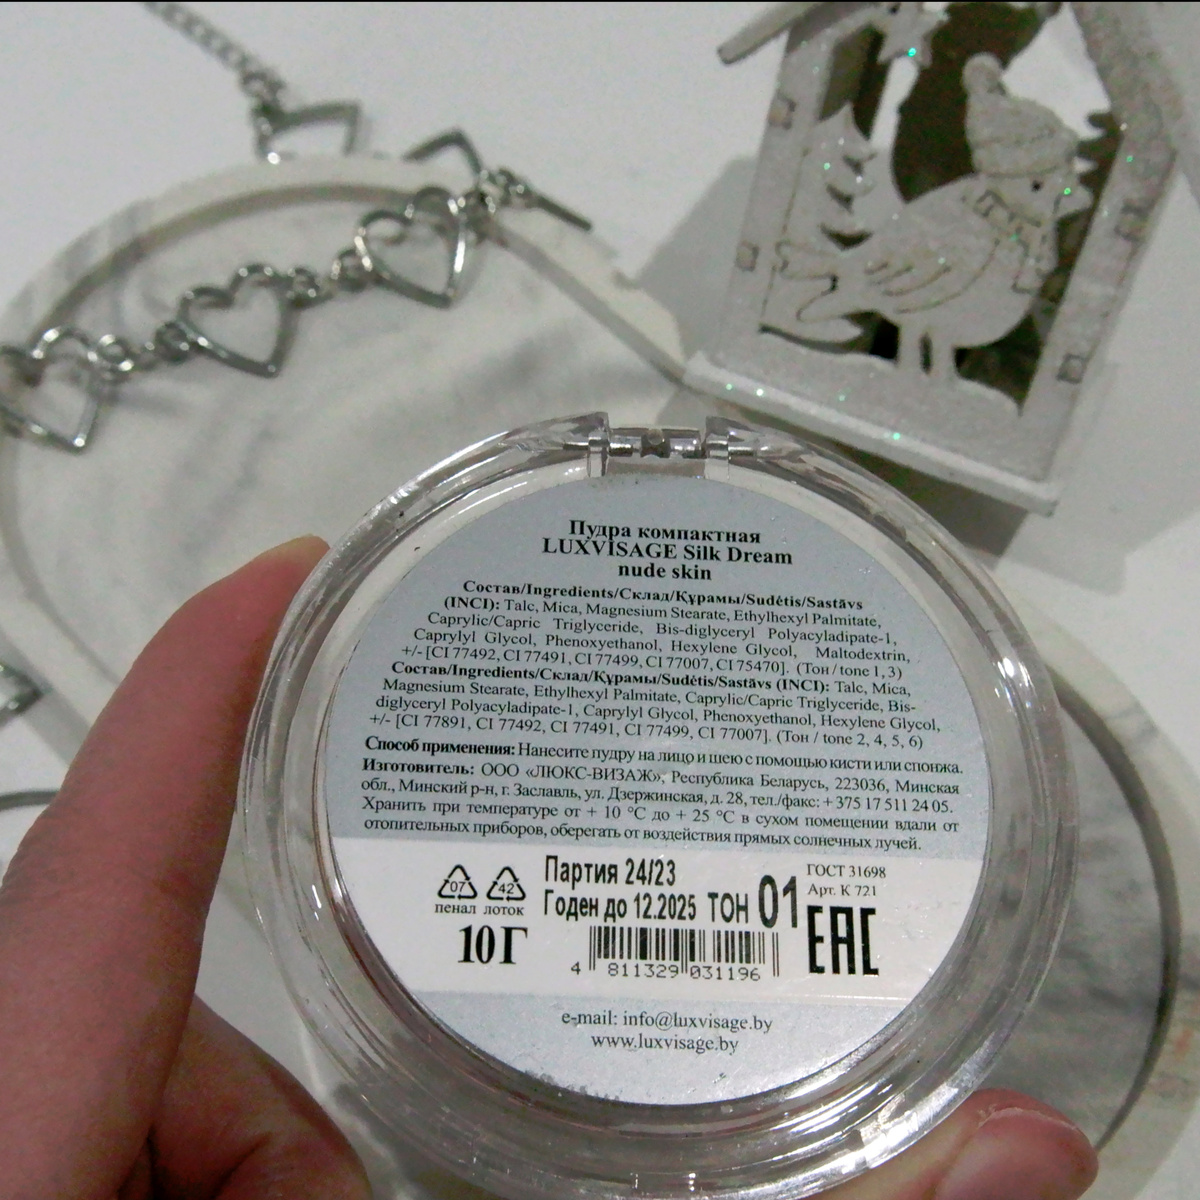 Пудра компактная
LUXVISAGE Silk Dream
nude skin
Состав/Ingredients/Склад/Құрамы/Sudėtis/Sastāvs
(INCI): Talc, Mica, Magnesium Stearate, Ethylhexyl Palmitate,
Caprylic/Capric Triglyceride, Bis-diglyceryl Polyacyladipate-1,
Caprylyl Glycol, Phenoxyethanol, Hexylene Glycol, Maltodextrin,
+/- [CI 77492, CI 77491, CI 77499, CI 77007, CI 75470]. (Тон / tone 1, 3)
Состав/Ingredients/Склад/Құрамы/Sudėtis/Sastāvs (INCI): Talc, Mica,
Magnesium Stearate, Ethylhexyl Palmitate, Caprylic/Capric Triglyceride, Bis-
diglyceryl Polyacyladipate-1, Caprylyl Glycol, Phenoxyethanol, Hexylene Glycol,
+/- [CI 77891, CI 77492, CI 77491, CI 77499, CI 77007]. (Тон / tone 2, 4, 5, 6)
Способ применения: Нанесите пудру на лицо и шею с помощью кисти или спонжа.
Изготовитель: ООО «ЛЮКС-ВИЗАЖ», Республика Беларусь, 223036, Минская
обл., Минский р-н, г. Заславль, ул. Дзержинская, д. 28, тел./факс: + 375 17 511 24 05.
Хранить при температуре от + 10 °C до + 25 °C в сухом помещении вдали от
отопительных приборов, оберегать от воздействия прямых солнечных лучей.
07 42
пенал лоток
10 Г
Партия 24/23
Годен до 12.2025 ТОН 01
ГОСТ 31698
Арт. К 721
EAC
4 811329 031196
e-mail: info@luxvisage.by
www.luxvisage.by